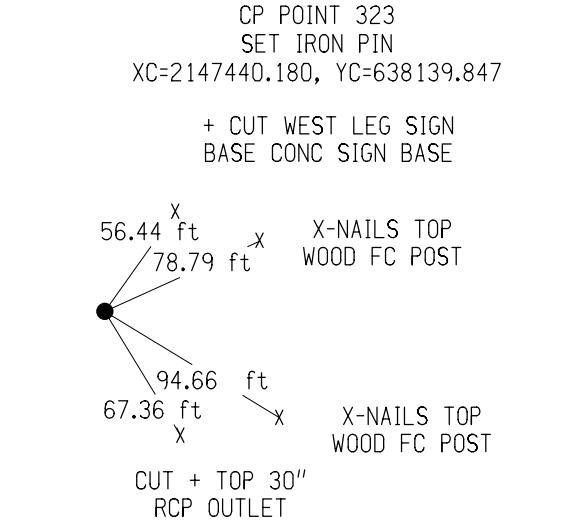 CP POINT 323
SET IRON PIN
XC=2147440.180, YC=638139.847
+ CUT WEST LEG SIGN
BASE CONC SIGN BASE
X
56.44 ft
X
78.79 ft
X-NAILS TOP
WOOD FC POST
94.66 ft
67.36 ft
X
X
X-NAILS TOP
WOOD FC POST
CUT + TOP 30"
RCP OUTLET